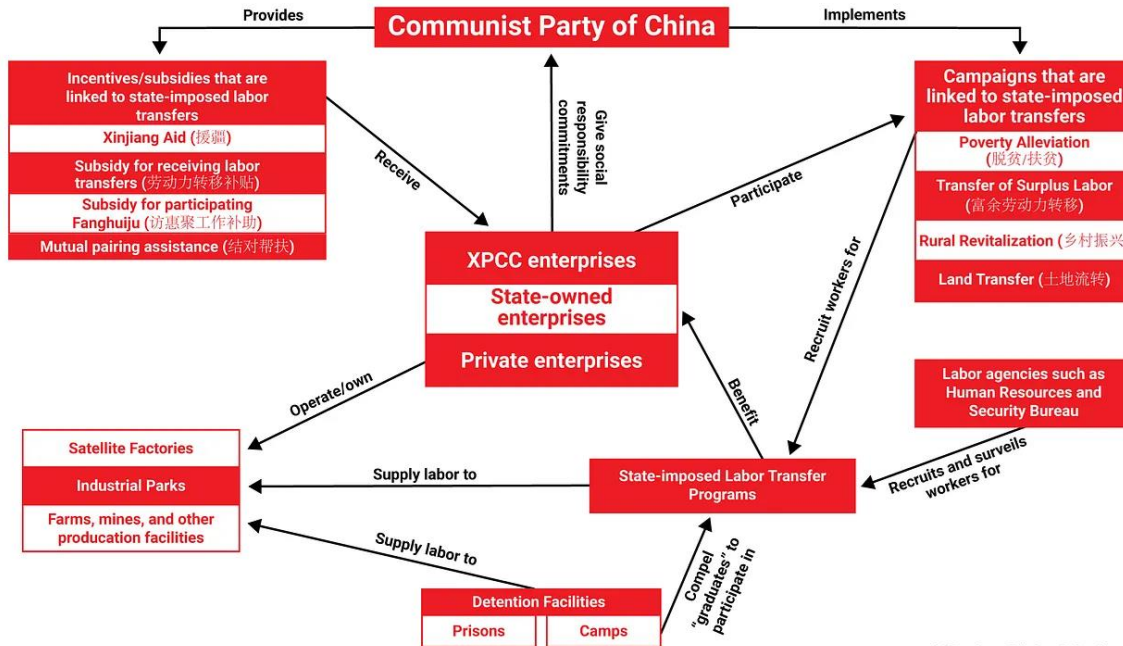 Provides
Communist Party of China
Implements
Incentives/subsidies that are
linked to state-imposed labor
transfers
Xinjiang Aid (援疆)
Subsidy for receiving labor
transfers (劳动力转移补贴)
Subsidy for participating
Fanghuiju (访惠聚工作补助)
Mutual pairing assistance (结对帮扶)
Receive
Give social
responsibility
commitments
Participate
Campaigns that are
linked to state-imposed
labor transfers
Poverty Alleviation
(脱贫/扶贫)
Transfer of Surplus Labor
(富余劳动力转移)
Rural Revitalization (乡村振兴)
Land Transfer (土地流转)
XPCC enterprises
State-owned
enterprises
Private enterprises
Recruit workers for
Operate/own
Benefit
Labor agencies such as
Human Resources and
Security Bureau
Recruits and surveils
workers for
Satellite Factories
Industrial Parks
Farms, mines, and other
producation facilities
Supply labor to
State-imposed Labor Transfer
Programs
Supply labor to
Compel
"graduates" to
participate in
Detention Facilities
Prisons
Camps